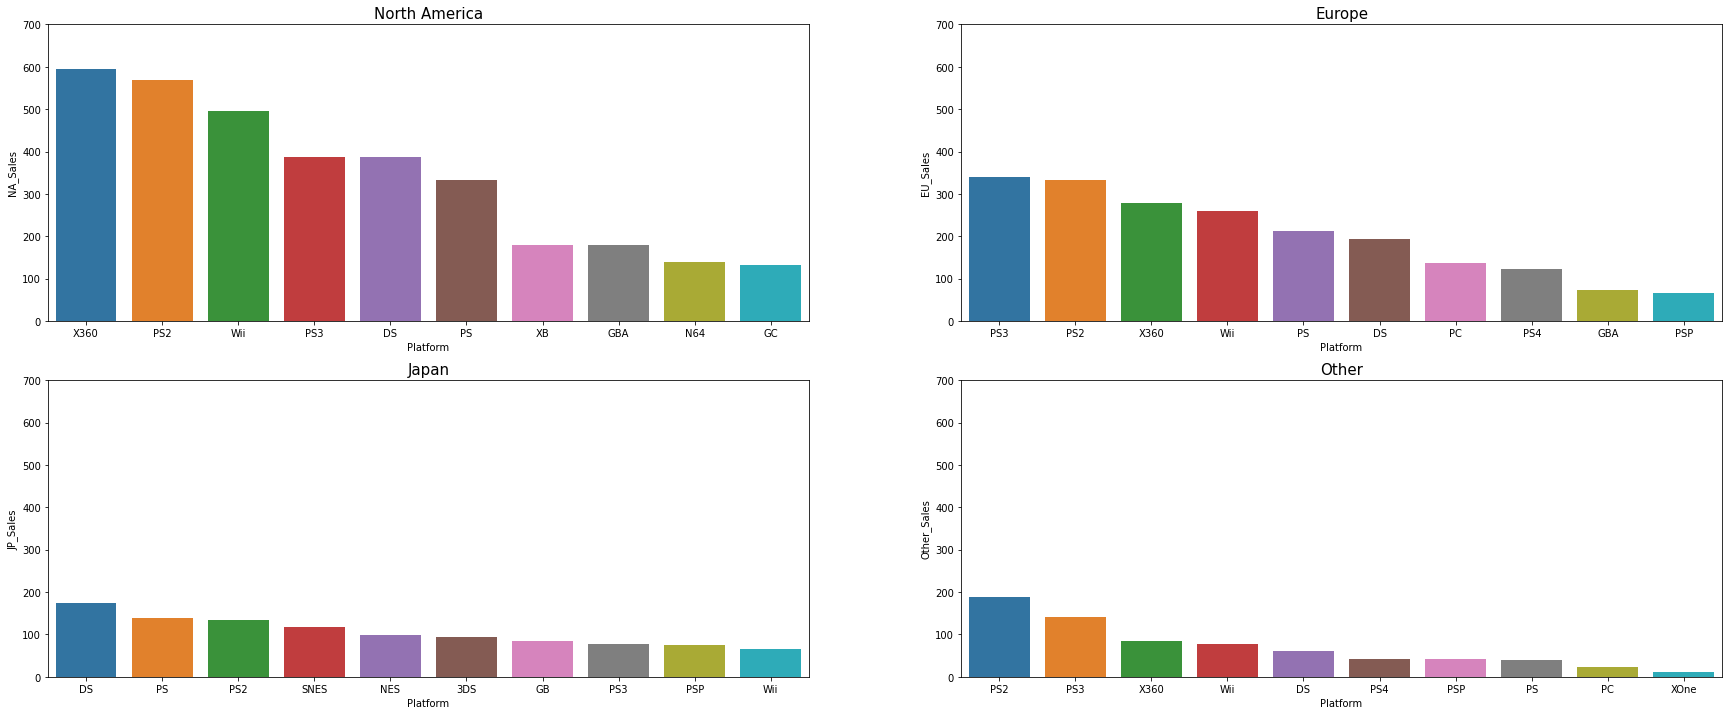 North America
700
600
500
400
300
200
100
0
NA_Sales
X360 PS2 Wii PS3 DS PS XB GBA N64 GC
Platform
Europe
700
600
500
400
300
200
100
0
EU_Sales
PS3 PS2 X360 Wii PS DS PC PS4 GBA PSP
Platform
Japan
700
600
500
400
300
200
100
0
JP_Sales
DS PS PS2 SNES NES 3DS GB PS3 PSP Wii
Platform
Other
700
600
500
400
300
200
100
0
Other_Sales
PS2 PS3 X360 Wii DS PS4 PSP PS PC XOne
Platform